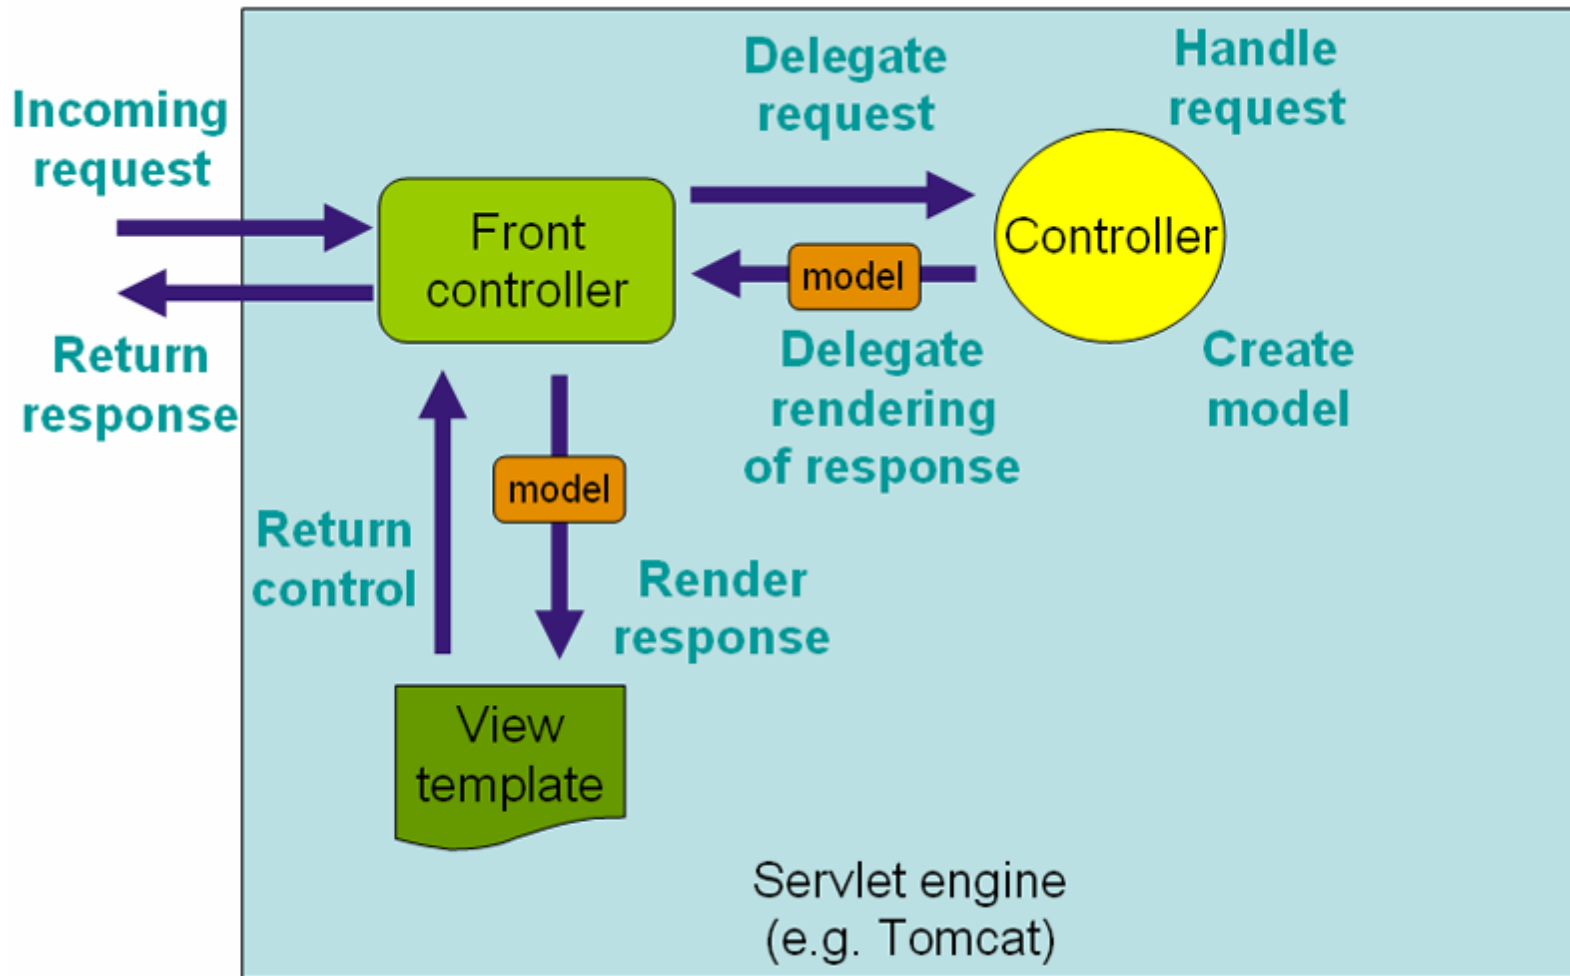 Incoming
request
Return
response
Delegate
request
Handle
request
Front
controller
Controller
model
Delegate
rendering
of response
Create
model
Return
control
model
Render
response
View
template
Servlet engine
(e.g. Tomcat)